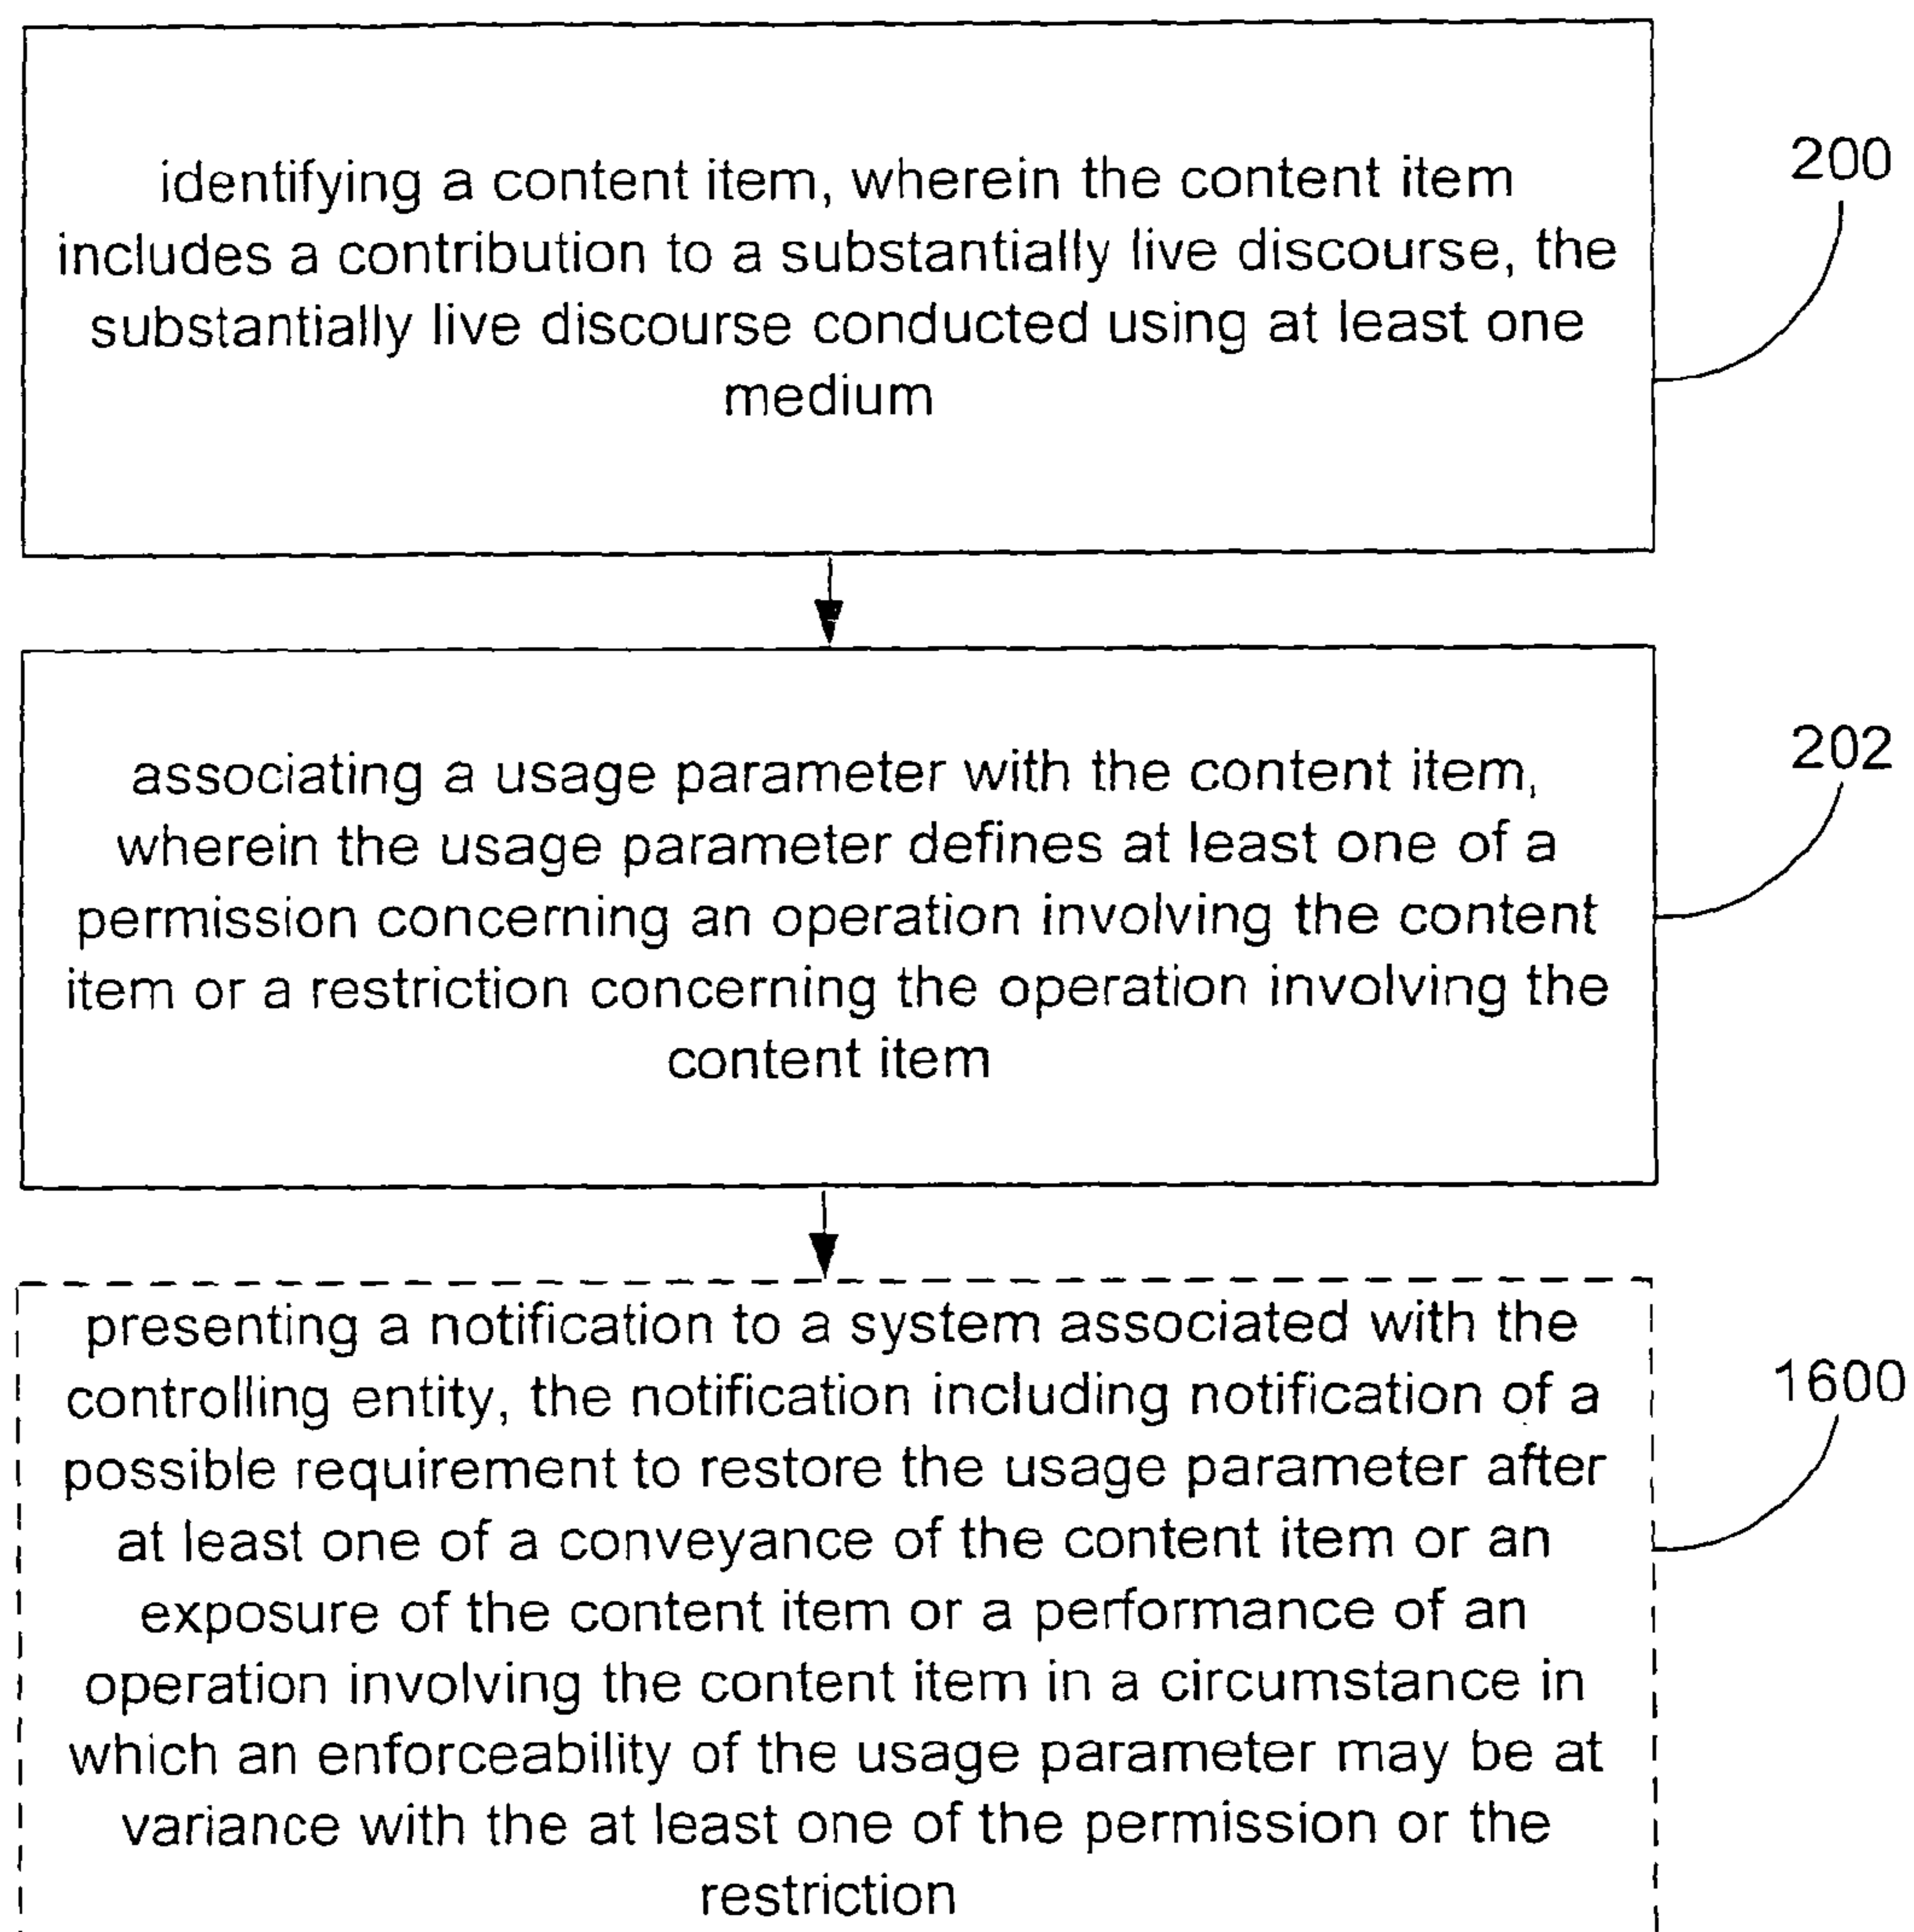 identifying a content item, wherein the content item
includes a contribution to a substantially live discourse, the
substantially live discourse conducted using at least one
medium
200
associating a usage parameter with the content item,
wherein the usage parameter defines at least one of a
permission concerning an operation involving the content
item or a restriction concerning the operation involving the
content item
202
presenting a notification to a system associated with the
controlling entity, the notification including notification of a
possible requirement to restore the usage parameter after
at least one of a conveyance of the content item or an
exposure of the content item or a performance of an
operation involving the content item in a circumstance in
which an enforceability of the usage parameter may be at
variance with the at least one of the permission or the
restriction
1600